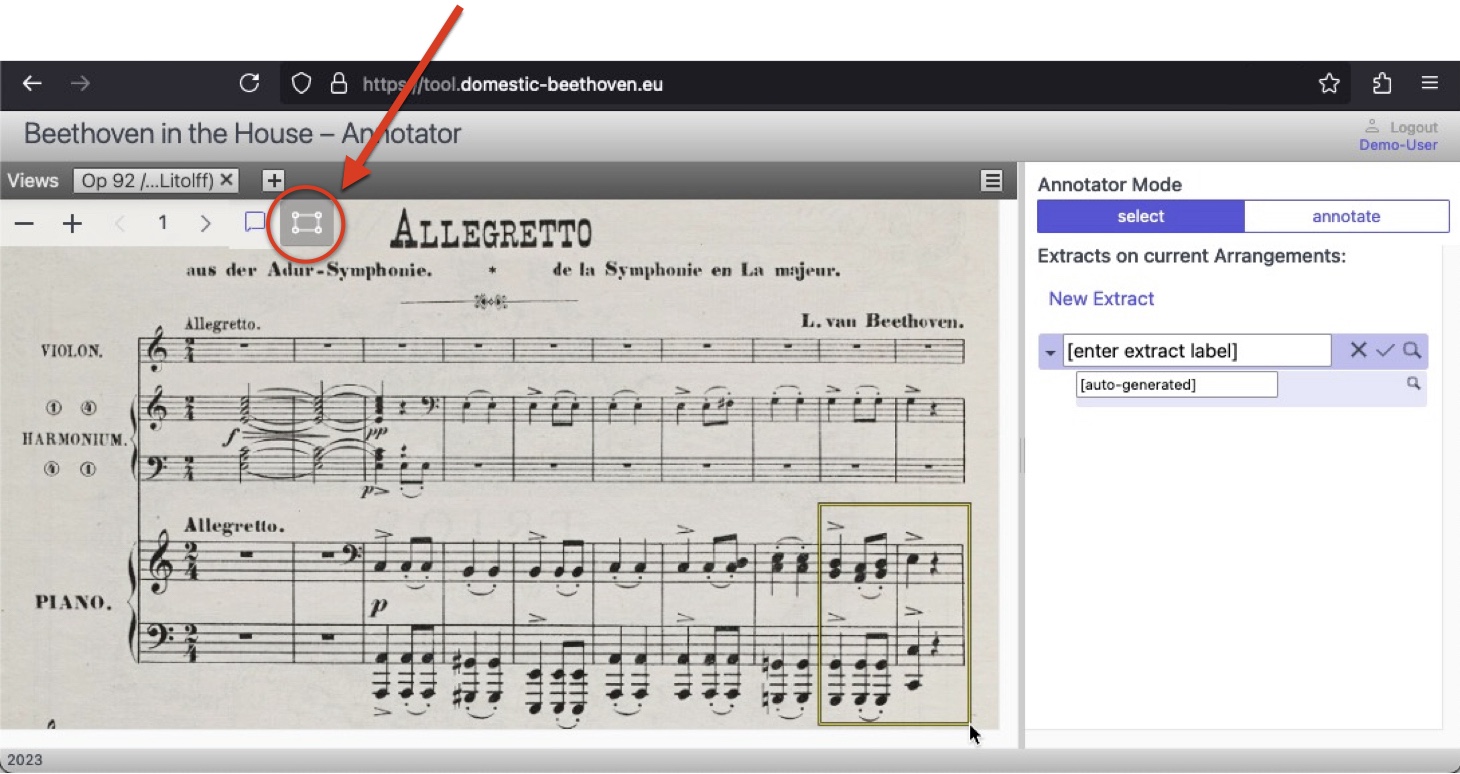 https://tool.domestic-beethoven.eu
Beethoven in the House – Annotator
Logout
Demo-User
Views
Op 92 /...Litolff) ✕
+
Annotator Mode
select
annotate
− + < 1 >
Extracts on current Arrangements:
New Extract
[enter extract label]
[auto-generated]
ALLEGRETTO
aus der Adur-Symphonie. * de la Symphonie en La majeur.
Allegretto.
L. van Beethoven.
VIOLON.
① ④
HARMONIUM.
④ ①
f
pp
p
Allegretto.
PIANO.
p
2023